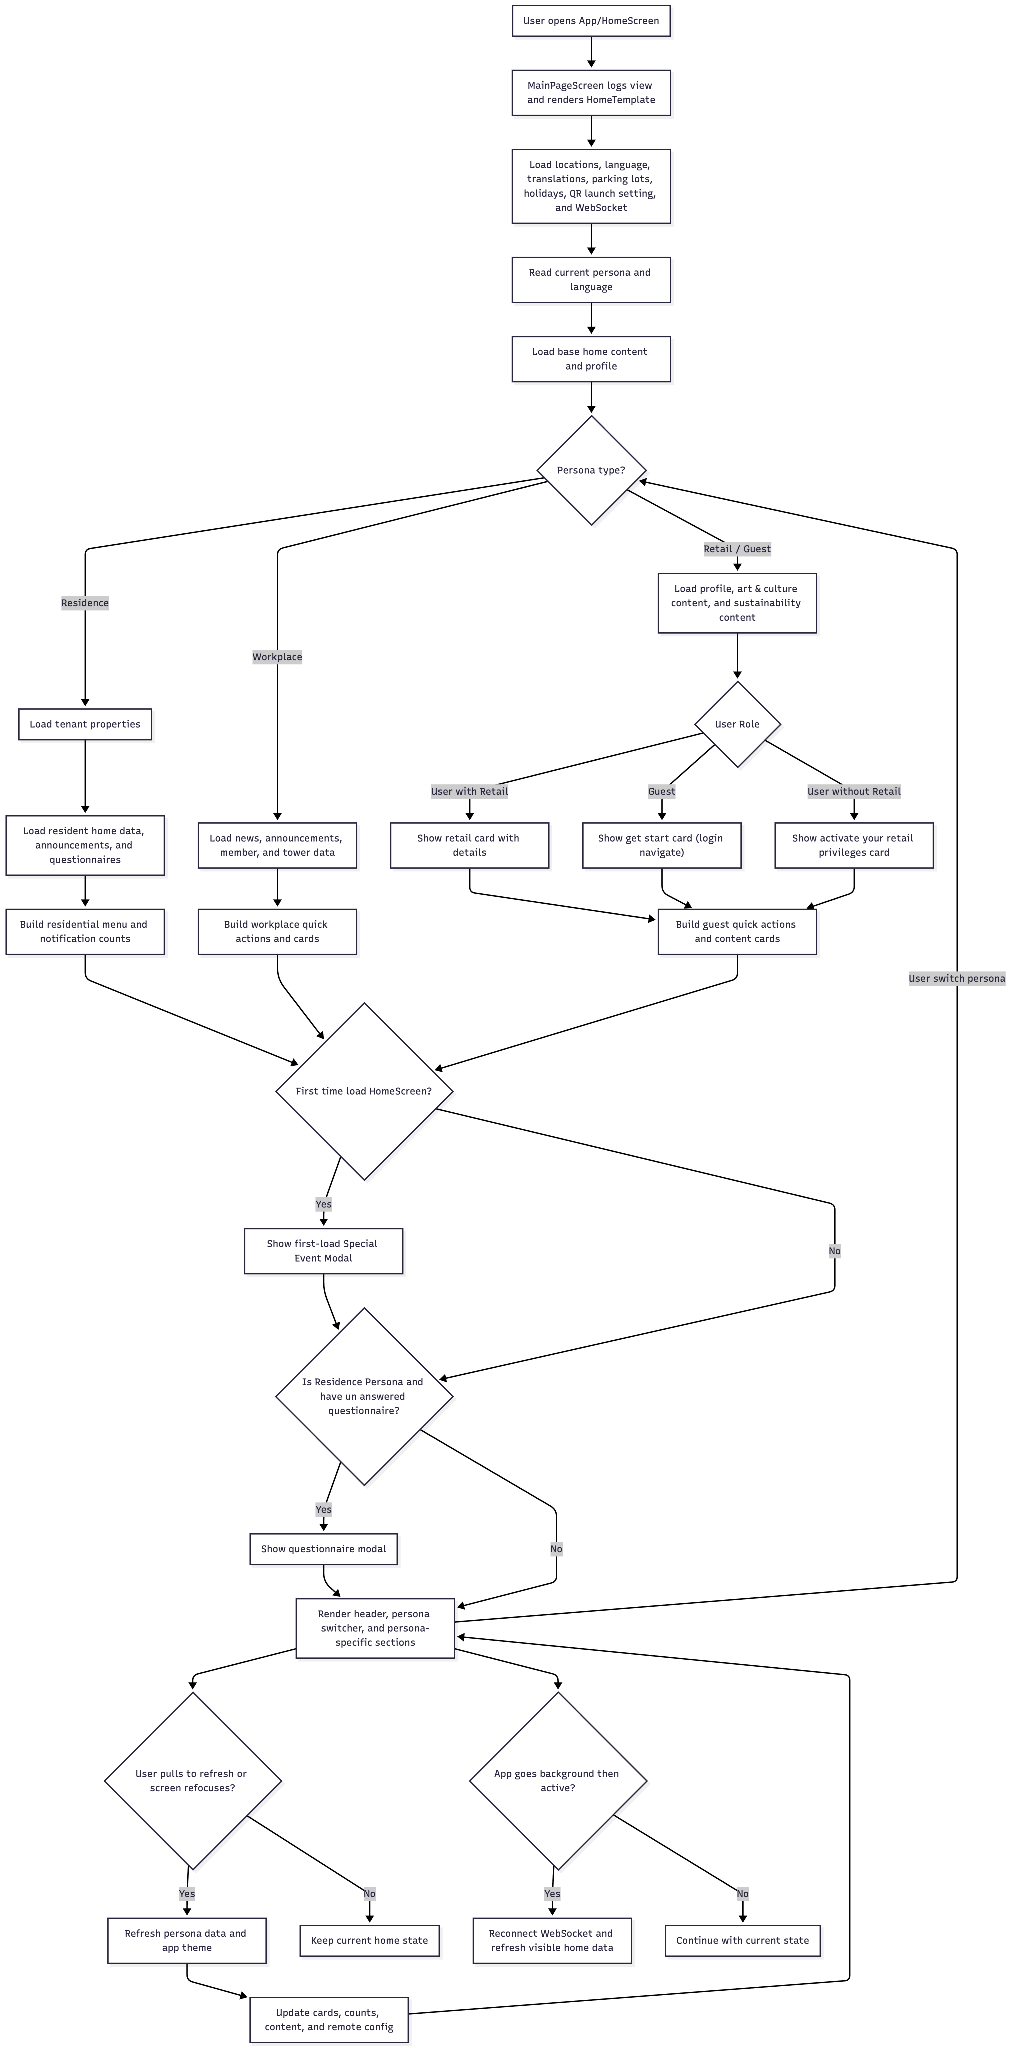 User opens App/HomeScreen
MainPageScreen logs view
and renders HomeTemplate
Load locations, language,
translations, parking lots,
holidays, QR launch setting,
and WebSocket
Read current persona and
language
Load base home content
and profile
Persona type?
Retail / Guest
Residence
Workplace
Load profile, art & culture
content, and sustainability
content
Load tenant properties
User Role
User with Retail
Guest
User without Retail
Load resident home data,
announcements, and
questionnaires
Load news, announcements,
member, and tower data
Show retail card with
details
Show get start card (login
navigate)
Show activate your retail
privileges card
Build residential menu and
notification counts
Build workplace quick
actions and cards
Build guest quick actions
and content cards
User switch persona
First time load HomeScreen?
Yes
No
Show first-load Special
Event Modal
Is Residence Persona and
have un answered
questionnaire?
Yes
No
Show questionnaire modal
Render header, persona
switcher, and persona-
specific sections
User pulls to refresh or
screen refocuses?
App goes background then
active?
Yes
No
Yes
No
Refresh persona data and
app theme
Keep current home state
Reconnect WebSocket and
refresh visible home data
Continue with current state
Update cards, counts,
content, and remote config